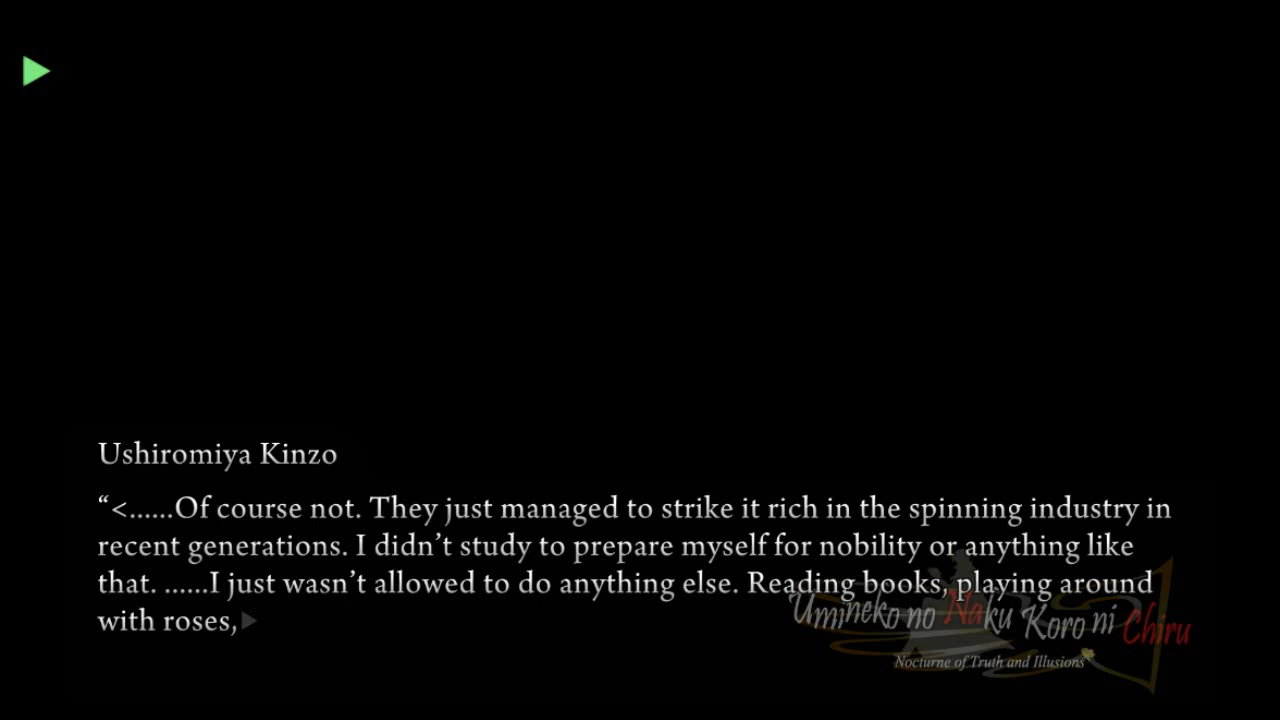 Ushiromiya Kinzo
“<......Of course not. They just managed to strike it rich in the spinning industry in
recent generations. I didn’t study to prepare myself for nobility or anything like
that. ......I just wasn’t allowed to do anything else. Reading books, playing around
with roses,
Umineko no Naku Koro ni Chiru
Nocturne of Truth and Illusions